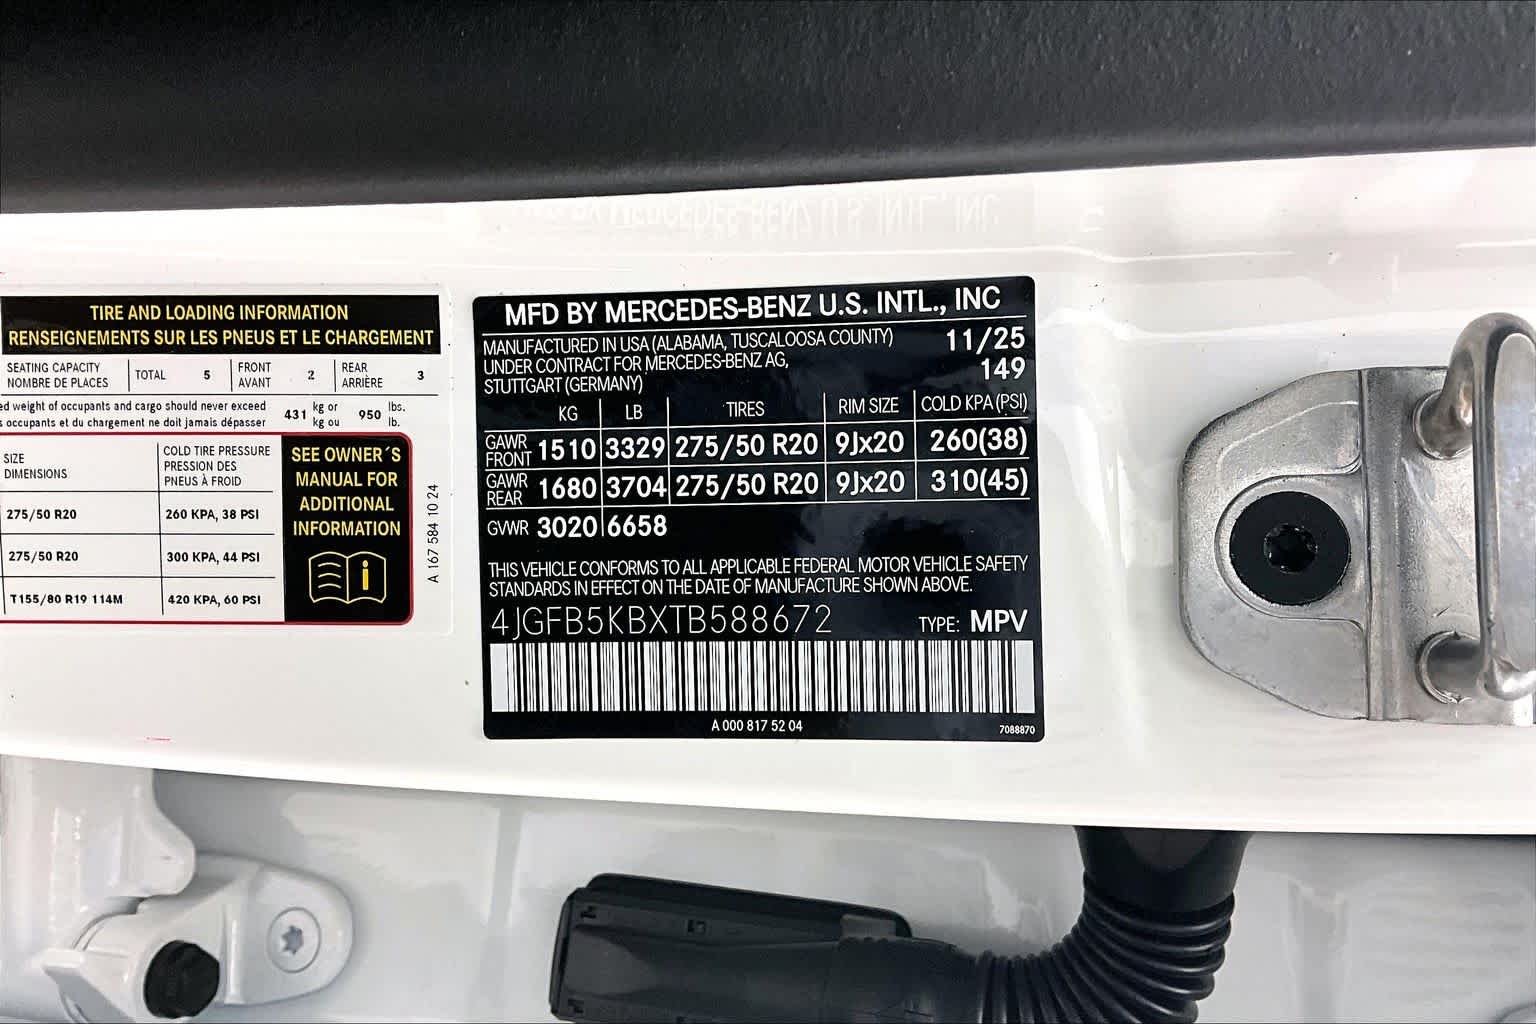 TIRE AND LOADING INFORMATION
RENSEIGNEMENTS SUR LES PNEUS ET LE CHARGEMENT
SEATING CAPACITY
NOMBRE DE PLACES
TOTAL 5
FRONT
AVANT
2
REAR
ARRIÈRE
3
weight of occupants and cargo should never exceed
occupants et du chargement ne doit jamais dépasser
431 kg or
kg ou
950 lbs.
lb.
SIZE
DIMENSIONS
COLD TIRE PRESSURE
PRESSION DES
PNEUS À FROID
275/50 R20 260 KPA, 38 PSI
275/50 R20 300 KPA, 44 PSI
T155/80 R19 114M 420 KPA, 60 PSI
SEE OWNER´S
MANUAL FOR
ADDITIONAL
INFORMATION
i
A 167 584 10 24
MFD BY MERCEDES-BENZ U.S. INTL., INC
MANUFACTURED IN USA (ALABAMA, TUSCALOOSA COUNTY) 11/25
UNDER CONTRACT FOR MERCEDES-BENZ AG, 149
STUTTGART (GERMANY)
KG LB TIRES RIM SIZE COLD KPA (PSI)
GAWR
FRONT
1510 3329 275/50 R20 9Jx20 260(38)
GAWR
REAR
1680 3704 275/50 R20 9Jx20 310(45)
GVWR 3020 6658
THIS VEHICLE CONFORMS TO ALL APPLICABLE FEDERAL MOTOR VEHICLE SAFETY
STANDARDS IN EFFECT ON THE DATE OF MANUFACTURE SHOWN ABOVE.
4JGFB5KBXTB588672 TYPE: MPV
A 000 817 52 04
7088870